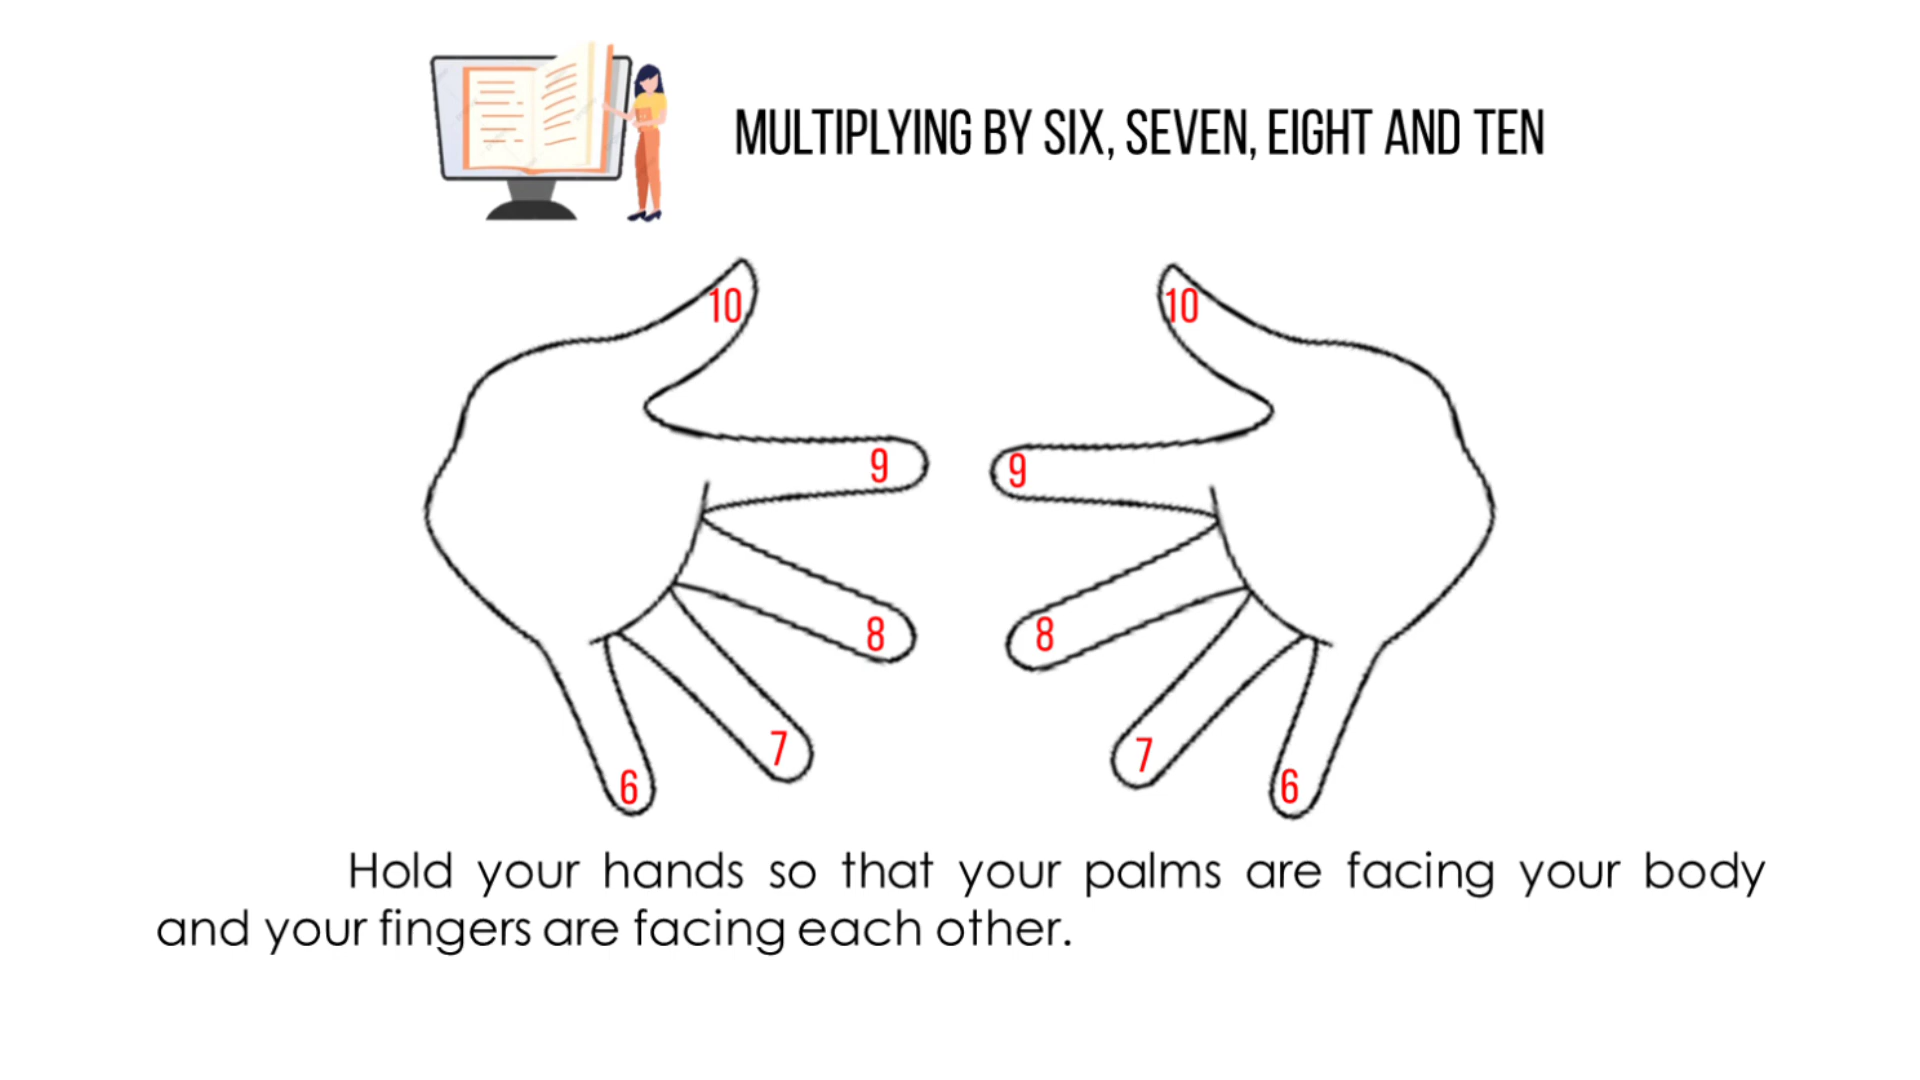 MULTIPLYING BY SIX, SEVEN, EIGHT AND TEN
10 10
9 9
8 8
7 7
6 6
Hold your hands so that your palms are facing your body
and your fingers are facing each other.